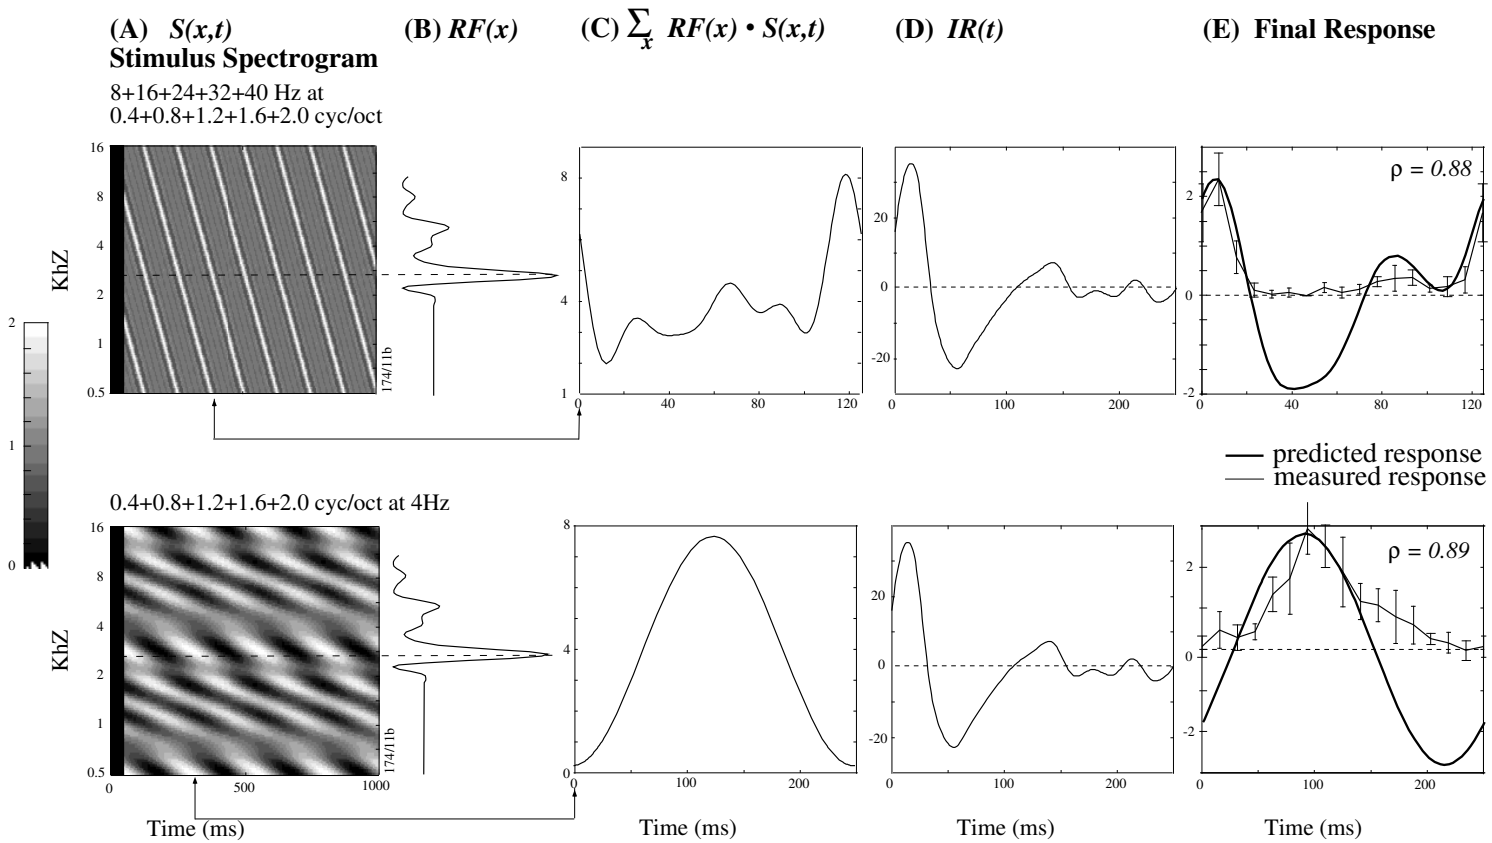 (A) S(x,t)
Stimulus Spectrogram
(B) RF(x)
(C) ∑x RF(x) • S(x,t)
(D) IR(t)
(E) Final Response
8+16+24+32+40 Hz at
0.4+0.8+1.2+1.6+2.0 cyc/oct
KhZ
16
8
4
2
1
0.5
174/11b
8
4
1
0 40 80 120
20
0
-20
0 100 200
ρ = 0.88
2
0
-2
0 40 80 120
2
1
0
predicted response
measured response
0.4+0.8+1.2+1.6+2.0 cyc/oct at 4Hz
KhZ
16
8
4
2
1
0.5
0 500 1000
Time (ms)
174/11b
8
4
0
0 100 200
Time (ms)
20
0
-20
0 100 200
Time (ms)
ρ = 0.89
2
0
-2
0 100 200
Time (ms)